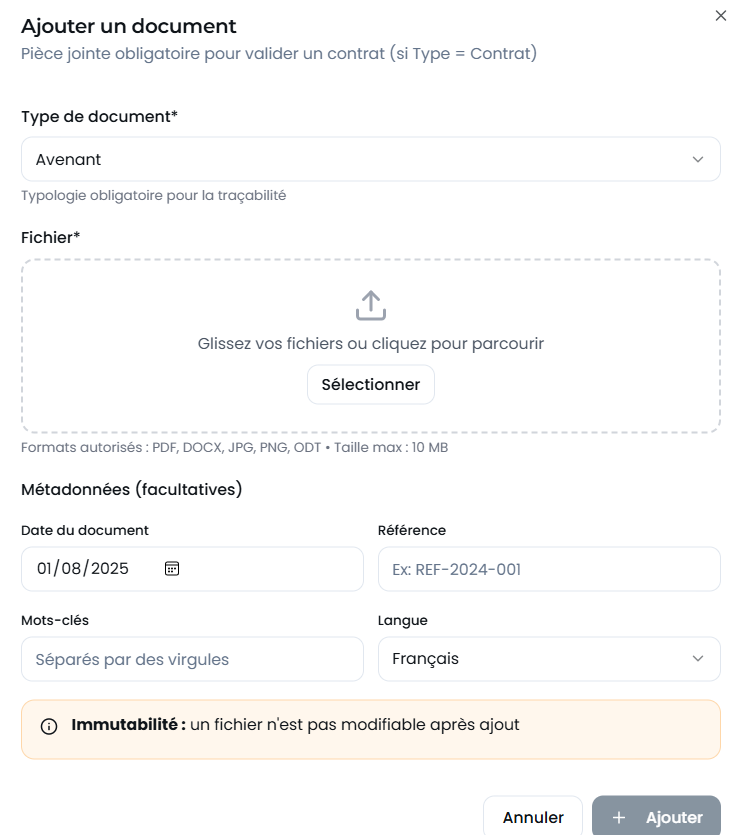 Ajouter un document
Pièce jointe obligatoire pour valider un contrat (si Type = Contrat)
Type de document*
Avenant
Typologie obligatoire pour la traçabilité
Fichier*
Glissez vos fichiers ou cliquez pour parcourir
Sélectionner
Formats autorisés : PDF, DOCX, JPG, PNG, ODT • Taille max : 10 MB
Métadonnées (facultatives)
Date du document
Référence
01/08/2025
Ex: REF-2024-001
Mots-clés
Langue
Séparés par des virgules
Français
Immutabilité : un fichier n'est pas modifiable après ajout
Annuler
+ Ajouter